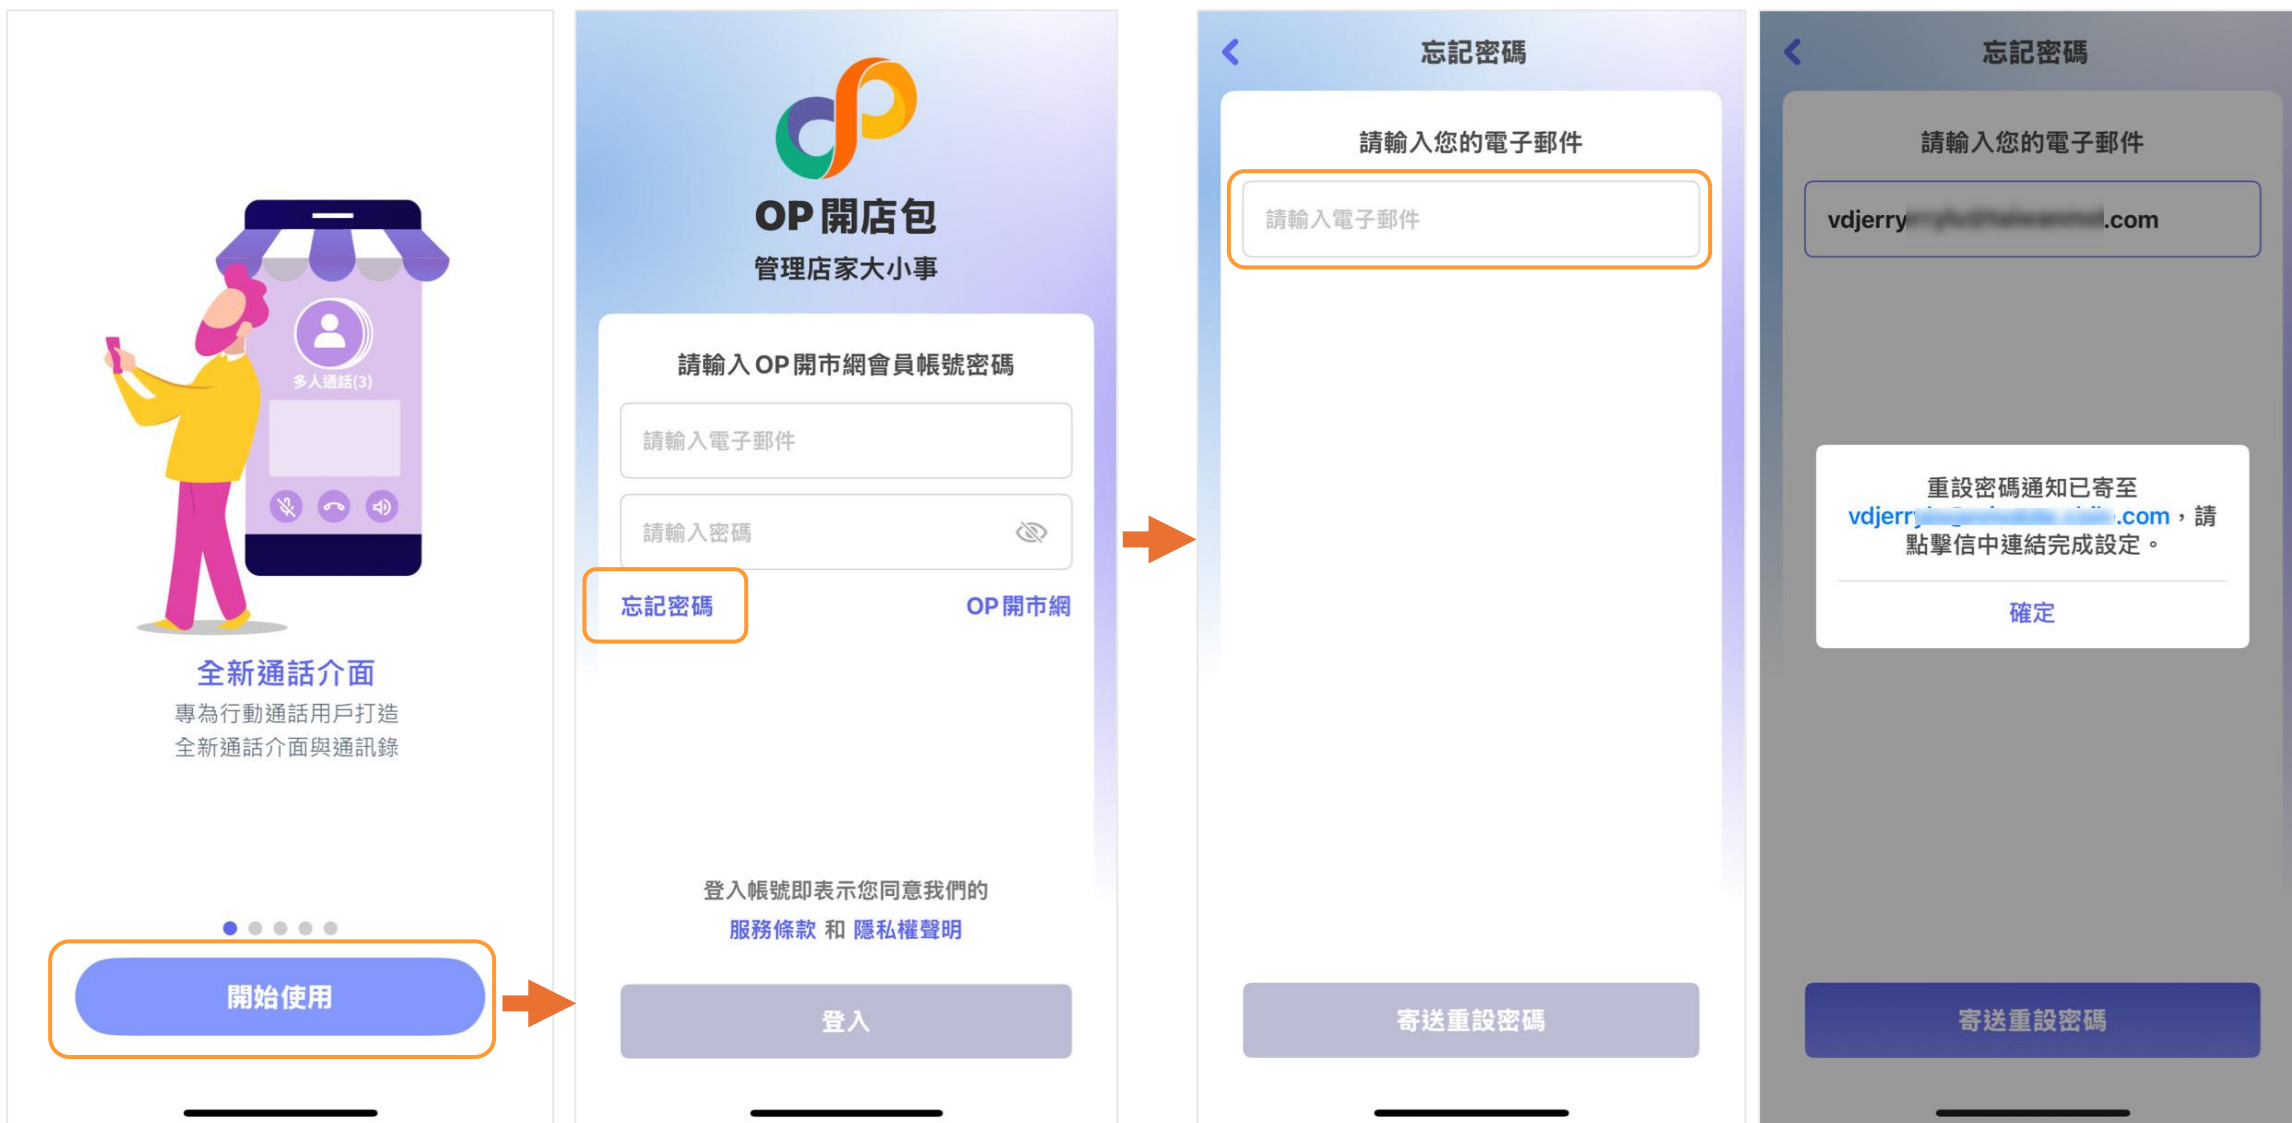 多人通話(3)
全新通話介面
專為行動通話用戶打造
全新通話介面與通訊錄
開始使用
OP開店包
管理店家大小事
請輸入OP開市網會員帳號密碼
請輸入電子郵件
請輸入密碼
忘記密碼
OP開市網
登入帳號即表示您同意我們的
服務條款 和 隱私權聲明
登入
忘記密碼
請輸入您的電子郵件
請輸入電子郵件
寄送重設密碼
忘記密碼
請輸入您的電子郵件
vdjerry .com
重設密碼通知已寄至
vdjerr .com，請
點擊信中連結完成設定。
確定
寄送重設密碼